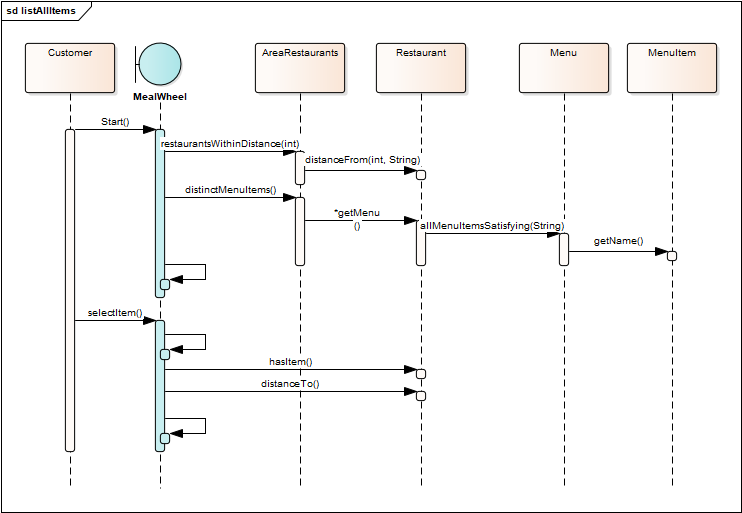 sd listAllItems
Customer
MealWheel
AreaRestaurants
Restaurant
Menu
MenuItem
Start()
restaurantsWithinDistance(int)
distanceFrom(int, String)
distinctMenuItems()
*getMenu
()
allMenuItemsSatisfying(String)
getName()
selectItem()
hasItem()
distanceTo()